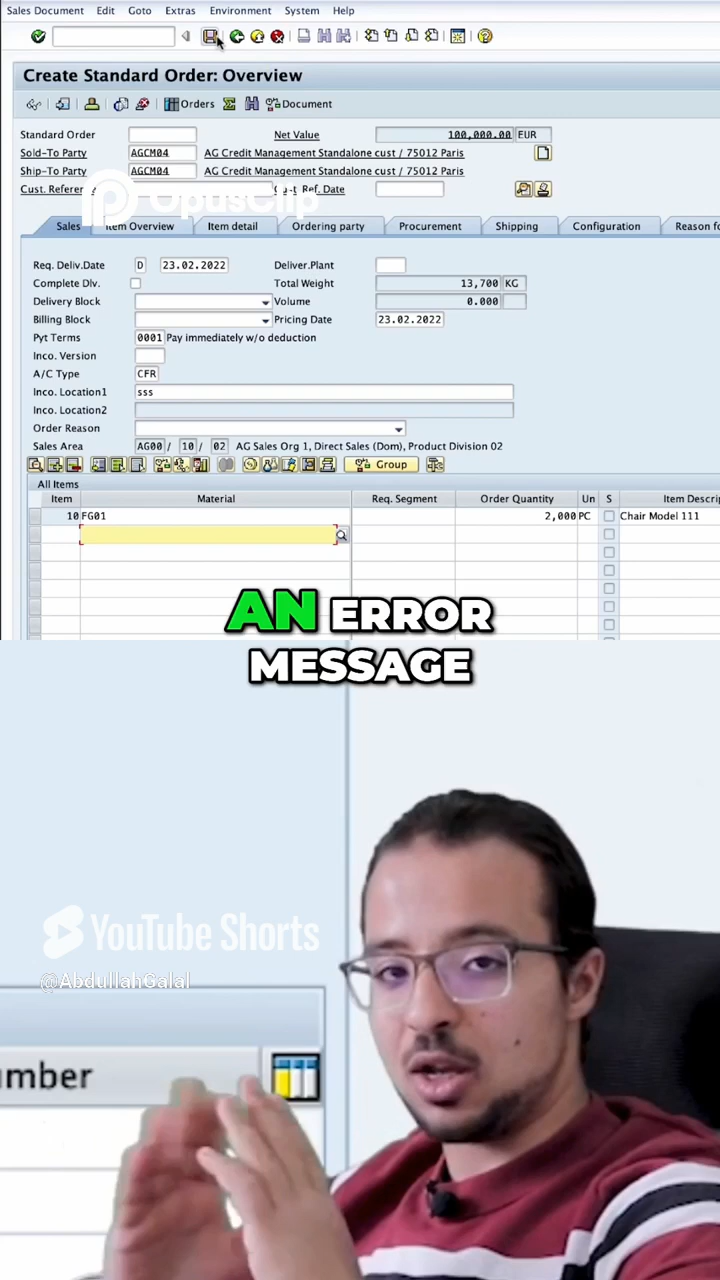 Sales Document Edit Goto Extras Environment System Help
Create Standard Order: Overview
Orders Document
Standard Order Net Value 100,000.00 EUR
Sold-To Party AGCM04 AG Credit Management Standalone cust / 75012 Paris
Ship-To Party AGCM04 AG Credit Management Standalone cust / 75012 Paris
Cust. Referen Ref. Date
OpusClip
Sales Item Overview Item detail Ordering party Procurement Shipping Configuration Reason fo
Req. Deliv.Date D 23.02.2022 Deliver.Plant
Complete Dlv. Total Weight 13,700 KG
Delivery Block Volume 0.000
Billing Block Pricing Date 23.02.2022
Pyt Terms 0001 Pay immediately w/o deduction
Inco. Version
A/C Type CFR
Inco. Location1 sss
Inco. Location2
Order Reason
Sales Area AG00 / 10 / 02 AG Sales Org 1, Direct Sales (Dom), Product Division 02
Group
All Items
Item Material Req. Segment Order Quantity Un S Item Descri
10 FG01 2,000 PC Chair Model 111
AN ERROR
MESSAGE
YouTube Shorts
@AbdullahGalal
umber